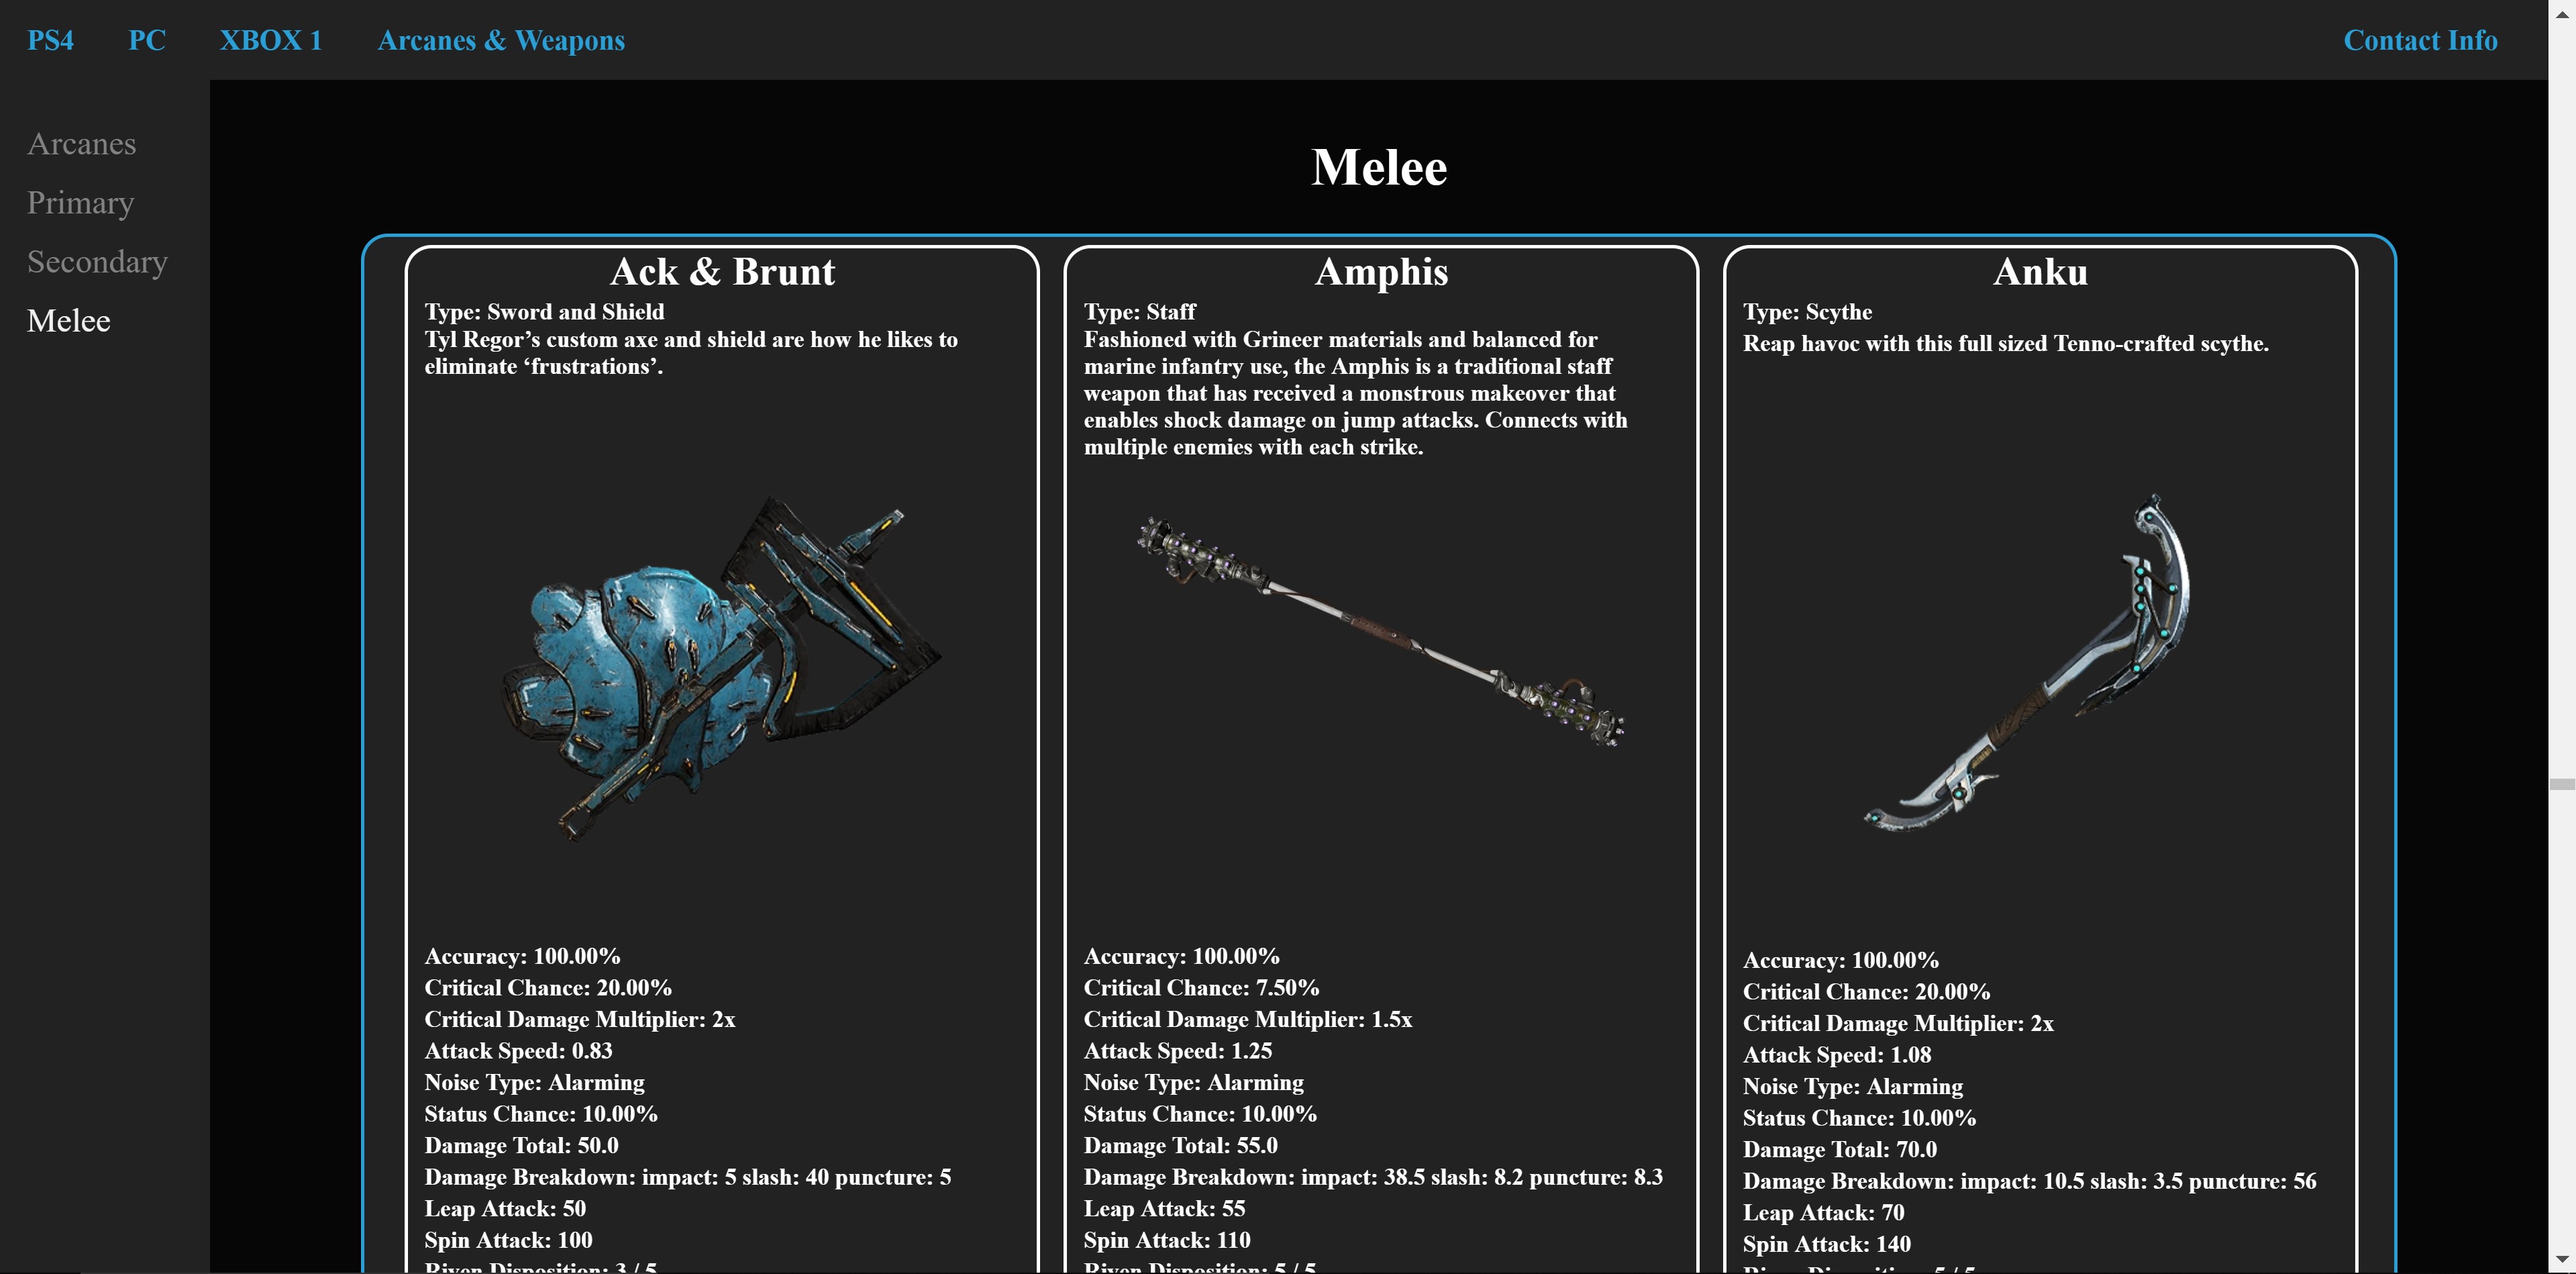 PS4 PC XBOX 1 Arcanes & Weapons Contact Info
Arcanes
Primary
Secondary
Melee
Melee
Ack & Brunt
Type: Sword and Shield
Tyl Regor’s custom axe and shield are how he likes to
eliminate ‘frustrations’.
Accuracy: 100.00%
Critical Chance: 20.00%
Critical Damage Multiplier: 2x
Attack Speed: 0.83
Noise Type: Alarming
Status Chance: 10.00%
Damage Total: 50.0
Damage Breakdown: impact: 5 slash: 40 puncture: 5
Leap Attack: 50
Spin Attack: 100
Riven Disposition: 3 / 5
Amphis
Type: Staff
Fashioned with Grineer materials and balanced for
marine infantry use, the Amphis is a traditional staff
weapon that has received a monstrous makeover that
enables shock damage on jump attacks. Connects with
multiple enemies with each strike.
Accuracy: 100.00%
Critical Chance: 7.50%
Critical Damage Multiplier: 1.5x
Attack Speed: 1.25
Noise Type: Alarming
Status Chance: 10.00%
Damage Total: 55.0
Damage Breakdown: impact: 38.5 slash: 8.2 puncture: 8.3
Leap Attack: 55
Spin Attack: 110
Riven Disposition: 5 / 5
Anku
Type: Scythe
Reap havoc with this full sized Tenno-crafted scythe.
Accuracy: 100.00%
Critical Chance: 20.00%
Critical Damage Multiplier: 2x
Attack Speed: 1.08
Noise Type: Alarming
Status Chance: 10.00%
Damage Total: 70.0
Damage Breakdown: impact: 10.5 slash: 3.5 puncture: 56
Leap Attack: 70
Spin Attack: 140